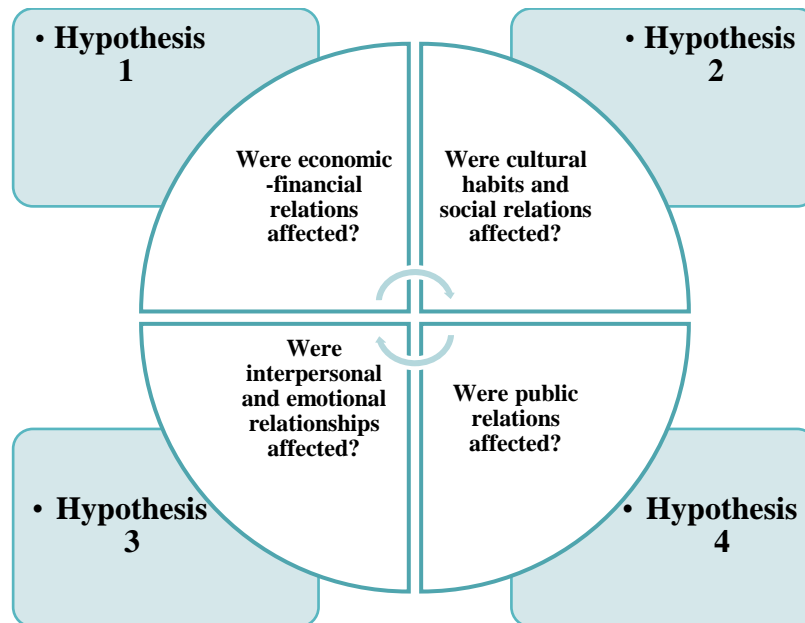 • Hypothesis
1
• Hypothesis
2
Were economic
-financial
relations
affected?
Were cultural
habits and
social relations
affected?
Were
interpersonal
and emotional
relationships
affected?
Were public
relations
affected?
• Hypothesis
3
• Hypothesis
4